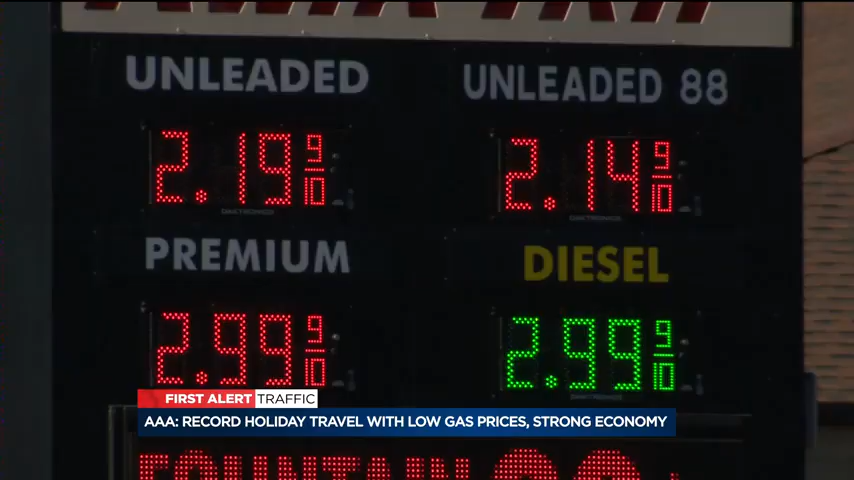 UNLEADED UNLEADED 88
2.19 9/10 2.14 9/10
PREMIUM DIESEL
2.99 9/10 2.99 9/10
FIRST ALERT TRAFFIC
AAA: RECORD HOLIDAY TRAVEL WITH LOW GAS PRICES, STRONG ECONOMY
FOUNTAIN